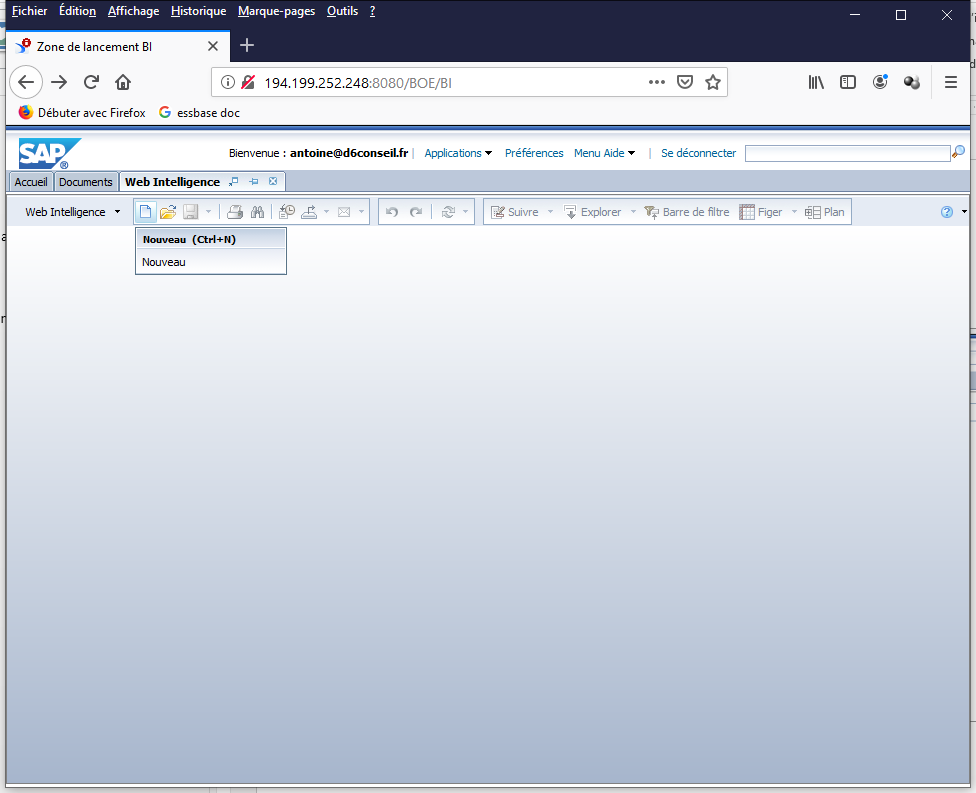 Fichier Édition Affichage Historique Marque-pages Outils ?
Zone de lancement BI
194.199.252.248:8080/BOE/BI
Débuter avec Firefox essbase doc
SAP®
Bienvenue : antoine@d6conseil.fr | Applications Préférences Menu Aide | Se déconnecter
Accueil Documents Web Intelligence
Web Intelligence Suivre Explorer Barre de filtre Figer Plan
Nouveau (Ctrl+N)
Nouveau